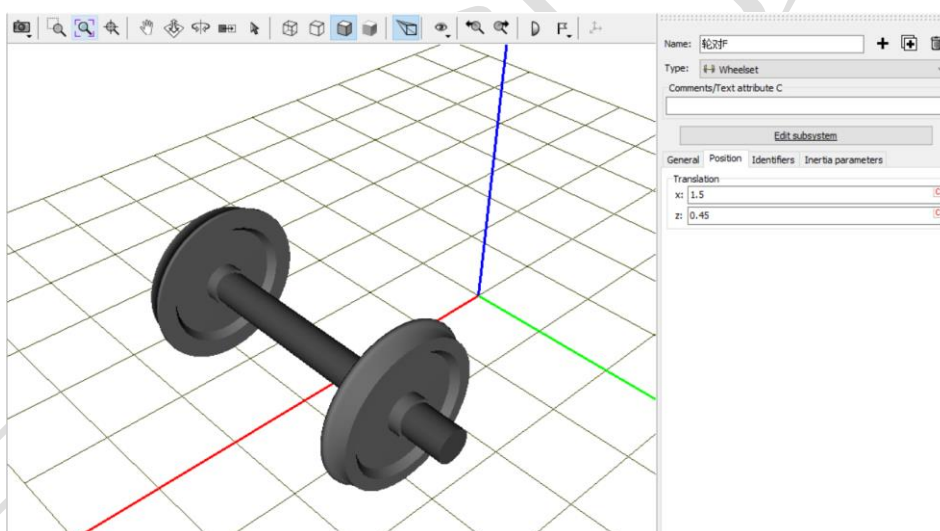 Name: 轮对F
Type: Wheelset
Comments/Text attribute C
Edit subsystem
General Position Identifiers Inertia parameters
Translation
x: 1.5
z: 0.45